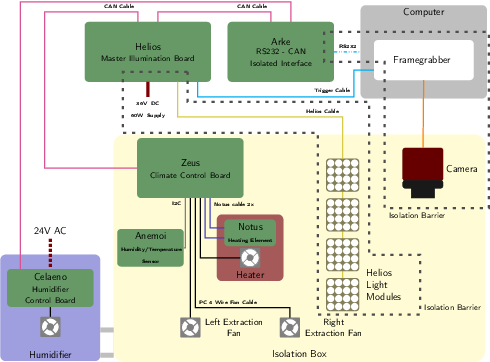 CAN Cable
CAN Cable
Computer
Helios
Master Illumination Board
Arke
RS232 - CAN
Isolated Interface
RS232
Framegrabber
Trigger Cable
36V DC
60W Supply
Helios Cable
Zeus
Climate Control Board
Camera
I2C
Notus cable 2x
Isolation Barrier
24V AC
Anemoi
Humidity/Temperature
Sensor
Notus
Heating Element
Heater
Celaeno
Humidifier
Control Board
Helios
Light
Modules
PC 4 Wire Fan Cable
Isolation Barrier
Left Extraction
Fan
Right
Extraction Fan
Humidifier
Isolation Box